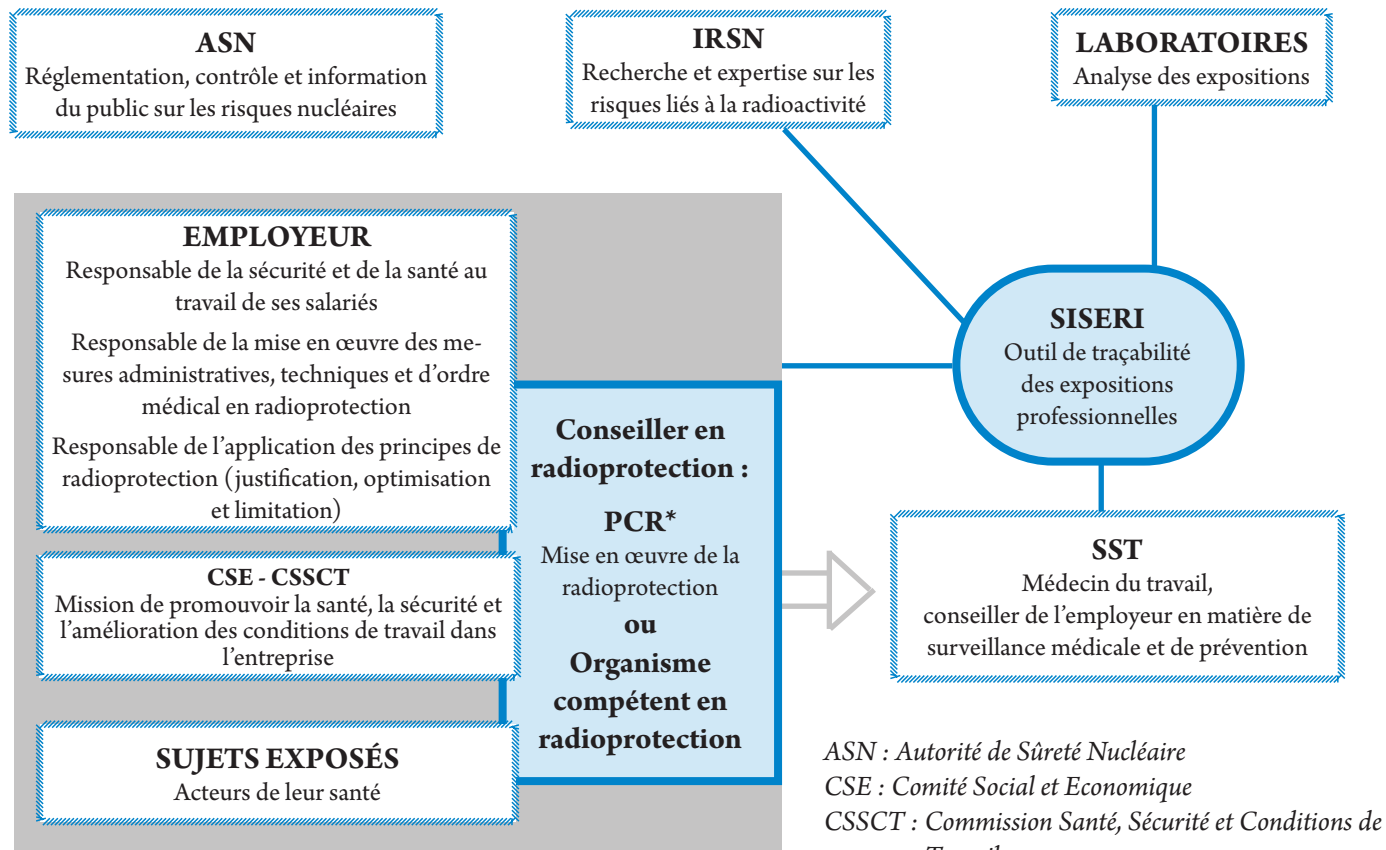 ASN
Réglementation, contrôle et information
du public sur les risques nucléaires
IRSN
Recherche et expertise sur les
risques liés à la radioactivité
LABORATOIRES
Analyse des expositions
EMPLOYEUR
Responsable de la sécurité et de la santé au
travail de ses salariés
Responsable de la mise en œuvre des me-
sures administratives, techniques et d'ordre
médical en radioprotection
Responsable de l'application des principes de
radioprotection (justification, optimisation
et limitation)
CSE - CSSCT
Mission de promouvoir la santé, la sécurité et
l'amélioration des conditions de travail dans
l'entreprise
SUJETS EXPOSÉS
Acteurs de leur santé
Conseiller en
radioprotection :
PCR*
Mise en œuvre de la
radioprotection
ou
Organisme
compétent en
radioprotection
SISERI
Outil de traçabilité
des expositions
professionnelles
SST
Médecin du travail,
conseiller de l'employeur en matière de
surveillance médicale et de prévention
ASN : Autorité de Sûreté Nucléaire
CSE : Comité Social et Economique
CSSCT : Commission Santé, Sécurité et Conditions de